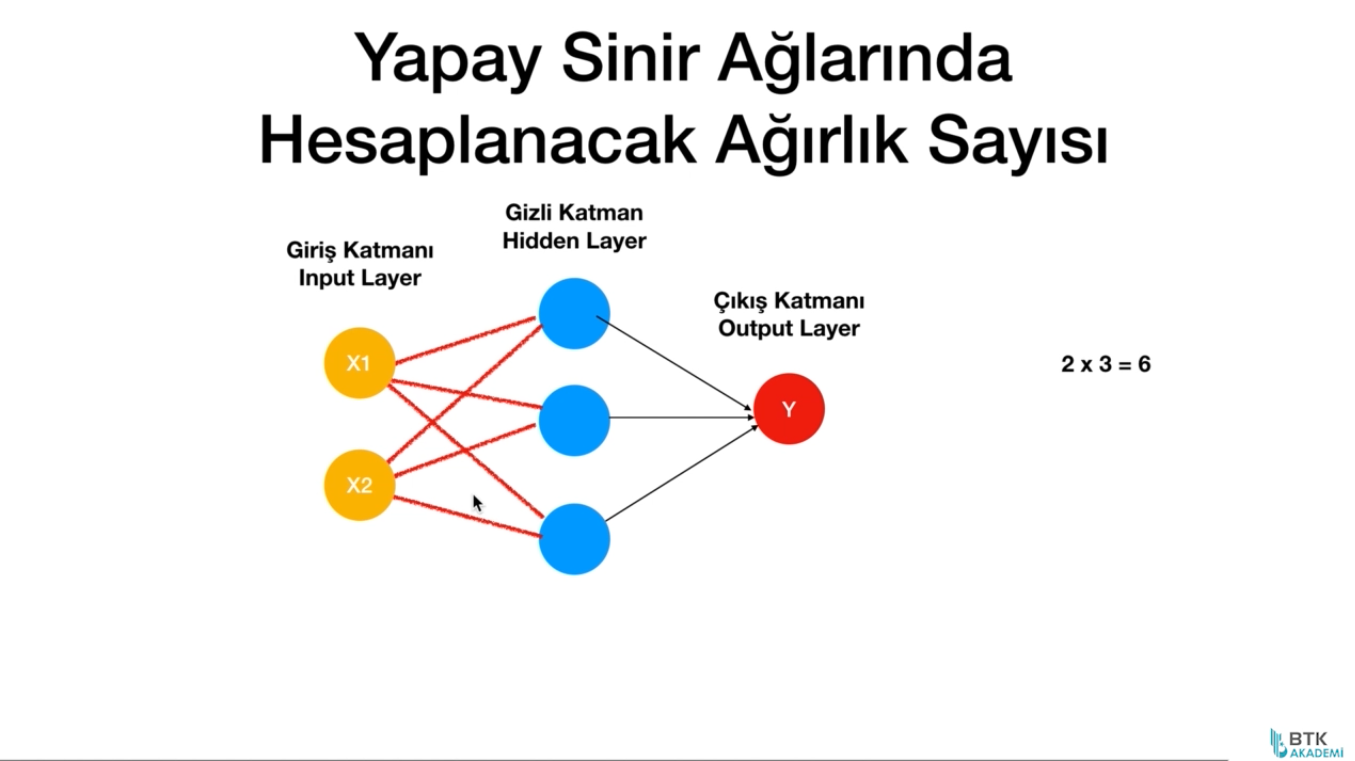 Yapay Sinir Ağlarında
Hesaplanacak Ağırlık Sayısı
Gizli Katman
Hidden Layer
Giriş Katmanı
Input Layer
Çıkış Katmanı
Output Layer
X1
2 x 3 = 6
Y
X2
BTK
AKADEMİ